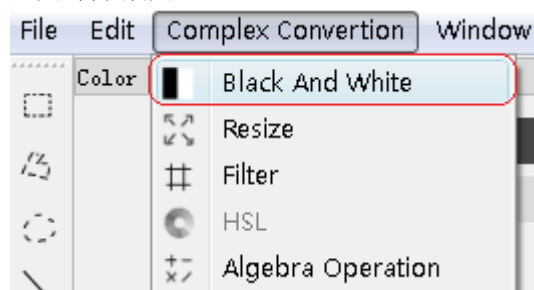 File Edit Complex Convertion Window
Color
Black And White
Resize
Filter
HSL
Algebra Operation